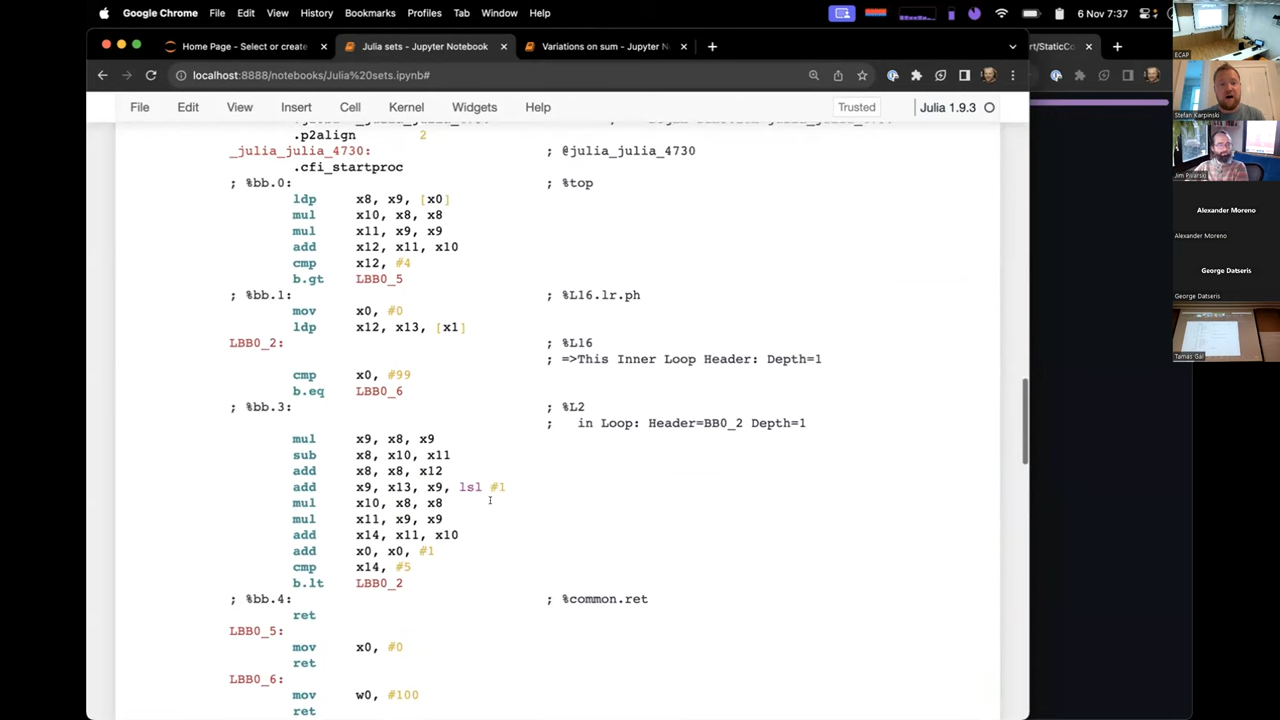 Google Chrome File Edit View History Bookmarks Profiles Tab Window Help 6 Nov 7:37
Home Page - Select or create × Julia sets - Jupyter Notebook × Variations on sum - Jupyter N × +
rt/StaticCo × +
localhost:8888/notebooks/Julia%20sets.ipynb#
File Edit View Insert Cell Kernel Widgets Help Trusted Julia 1.9.3
.p2align 2
_julia_julia_4730: ; @julia_julia_4730
.cfi_startproc
; %bb.0: ; %top
ldp x8, x9, [x0]
mul x10, x8, x8
mul x11, x9, x9
add x12, x11, x10
cmp x12, #4
b.gt LBB0_5
; %bb.1: ; %L16.lr.ph
mov x0, #0
ldp x12, x13, [x1]
LBB0_2: ; %L16
; =>This Inner Loop Header: Depth=1
cmp x0, #99
b.eq LBB0_6
; %bb.3: ; %L2
; in Loop: Header=BB0_2 Depth=1
mul x9, x8, x9
sub x8, x10, x11
add x8, x8, x12
add x9, x13, x9, lsl #1
mul x10, x8, x8
mul x11, x9, x9
add x14, x11, x10
add x0, x0, #1
cmp x14, #5
b.lt LBB0_2
; %bb.4: ; %common.ret
ret
LBB0_5:
mov x0, #0
ret
LBB0_6:
mov w0, #100
ret
ECAP
Stefan Karpinski
Jim Pivarski
Alexander Moreno
Alexander Moreno
George Datseris
George Datseris
Tamas Gal